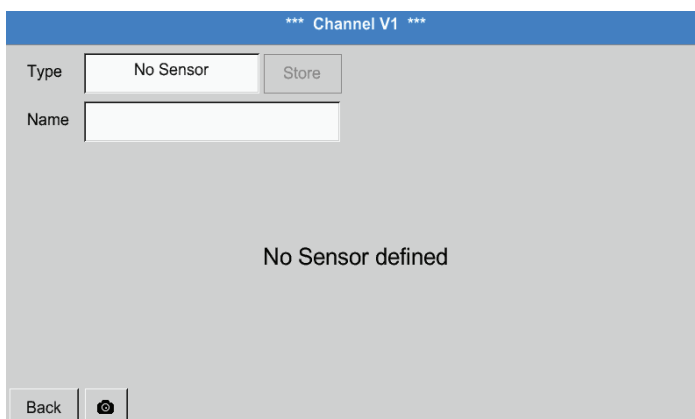 *** Channel V1 ***
Type No Sensor Store
Name
No Sensor defined
Back